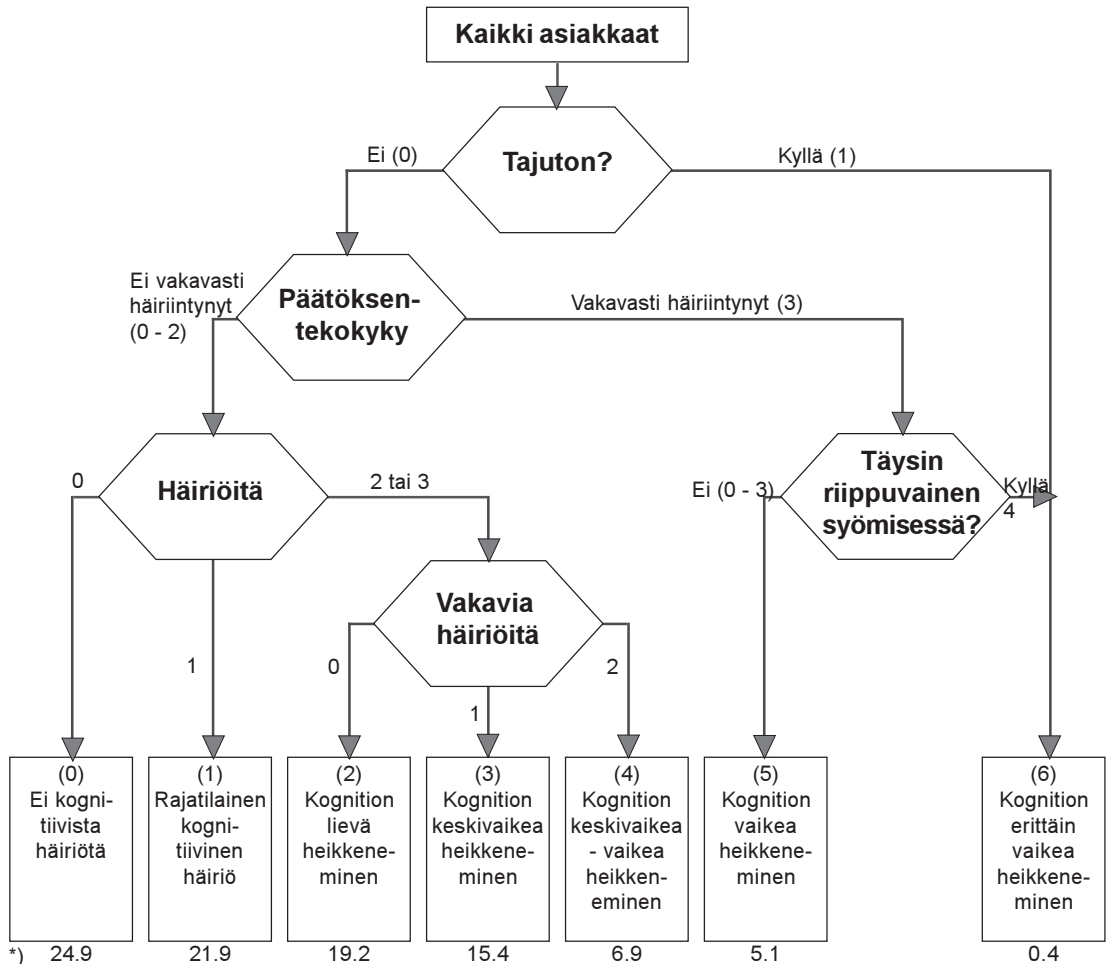 Kaikki asiakkaat
Tajuton?
Ei (0)
Kyllä (1)
Päätöksen-
tekokyky
Ei vakavasti
häiriintynyt
(0 - 2)
Vakavasti häiriintynyt (3)
Häiriöitä
0
2 tai 3
1
Täysin
riippuvainen
syömisessä?
Ei (0 - 3)
Kyllä
4
Vakavia
häiriöitä
0
1
2
(0)
Ei kogni-
tiivista
häiriötä
(1)
Rajatilainen
kogni-
tiivinen
häiriö
(2)
Kognition
lievä
heikkene-
minen
(3)
Kognition
keskivaikea
heikkene-
minen
(4)
Kognition
keskivaikea
- vaikea
heikken-
eminen
(5)
Kognition
vaikea
heikkene-
minen
(6)
Kognition
erittäin
vaikea
heikkene-
minen
*) 24.9 21.9 19.2 15.4 6.9 5.1 0.4